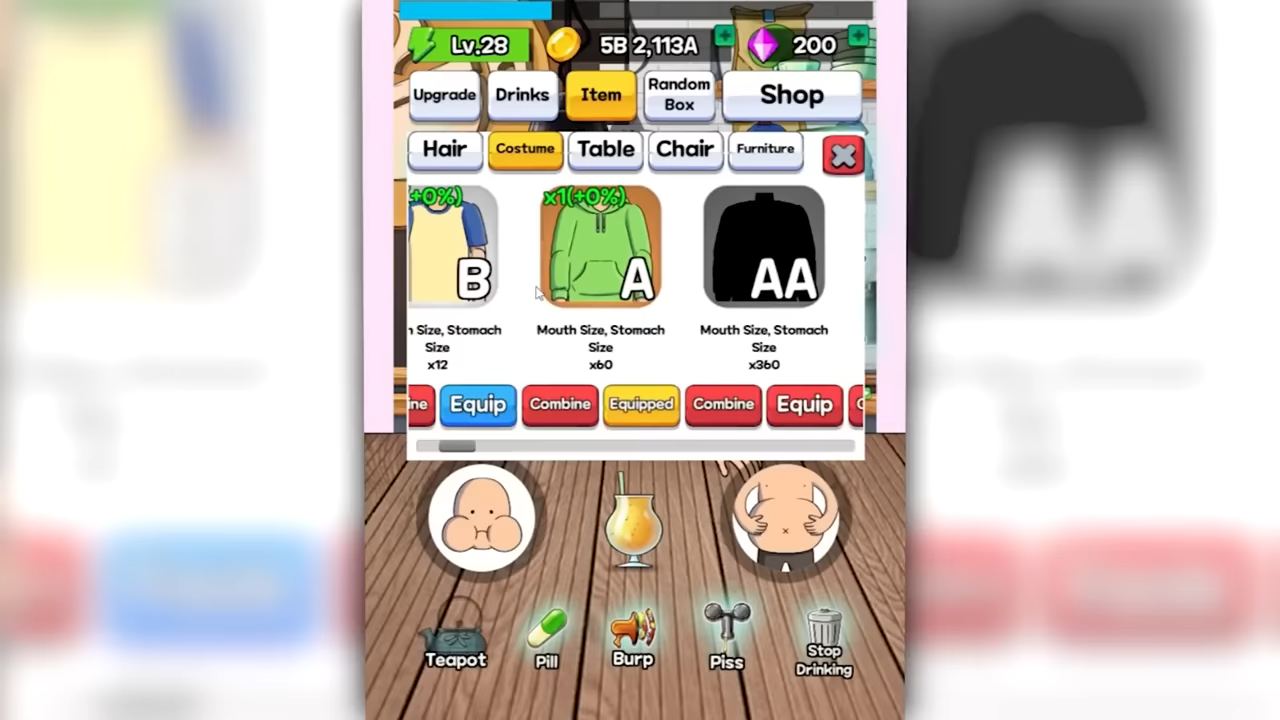 Lv.28
5B 2,113A
200
Upgrade
Drinks
Item
Random
Box
Shop
Hair
Costume
Table
Chair
Furniture
+0%)
x1(+0%)
B
A
AA
Size, Stomach
Size
x12
Mouth Size, Stomach
Size
x60
Mouth Size, Stomach
Size
x360
ine
Equip
Combine
Equipped
Combine
Equip
Teapot
Pill
Burp
Piss
Stop
Drinking